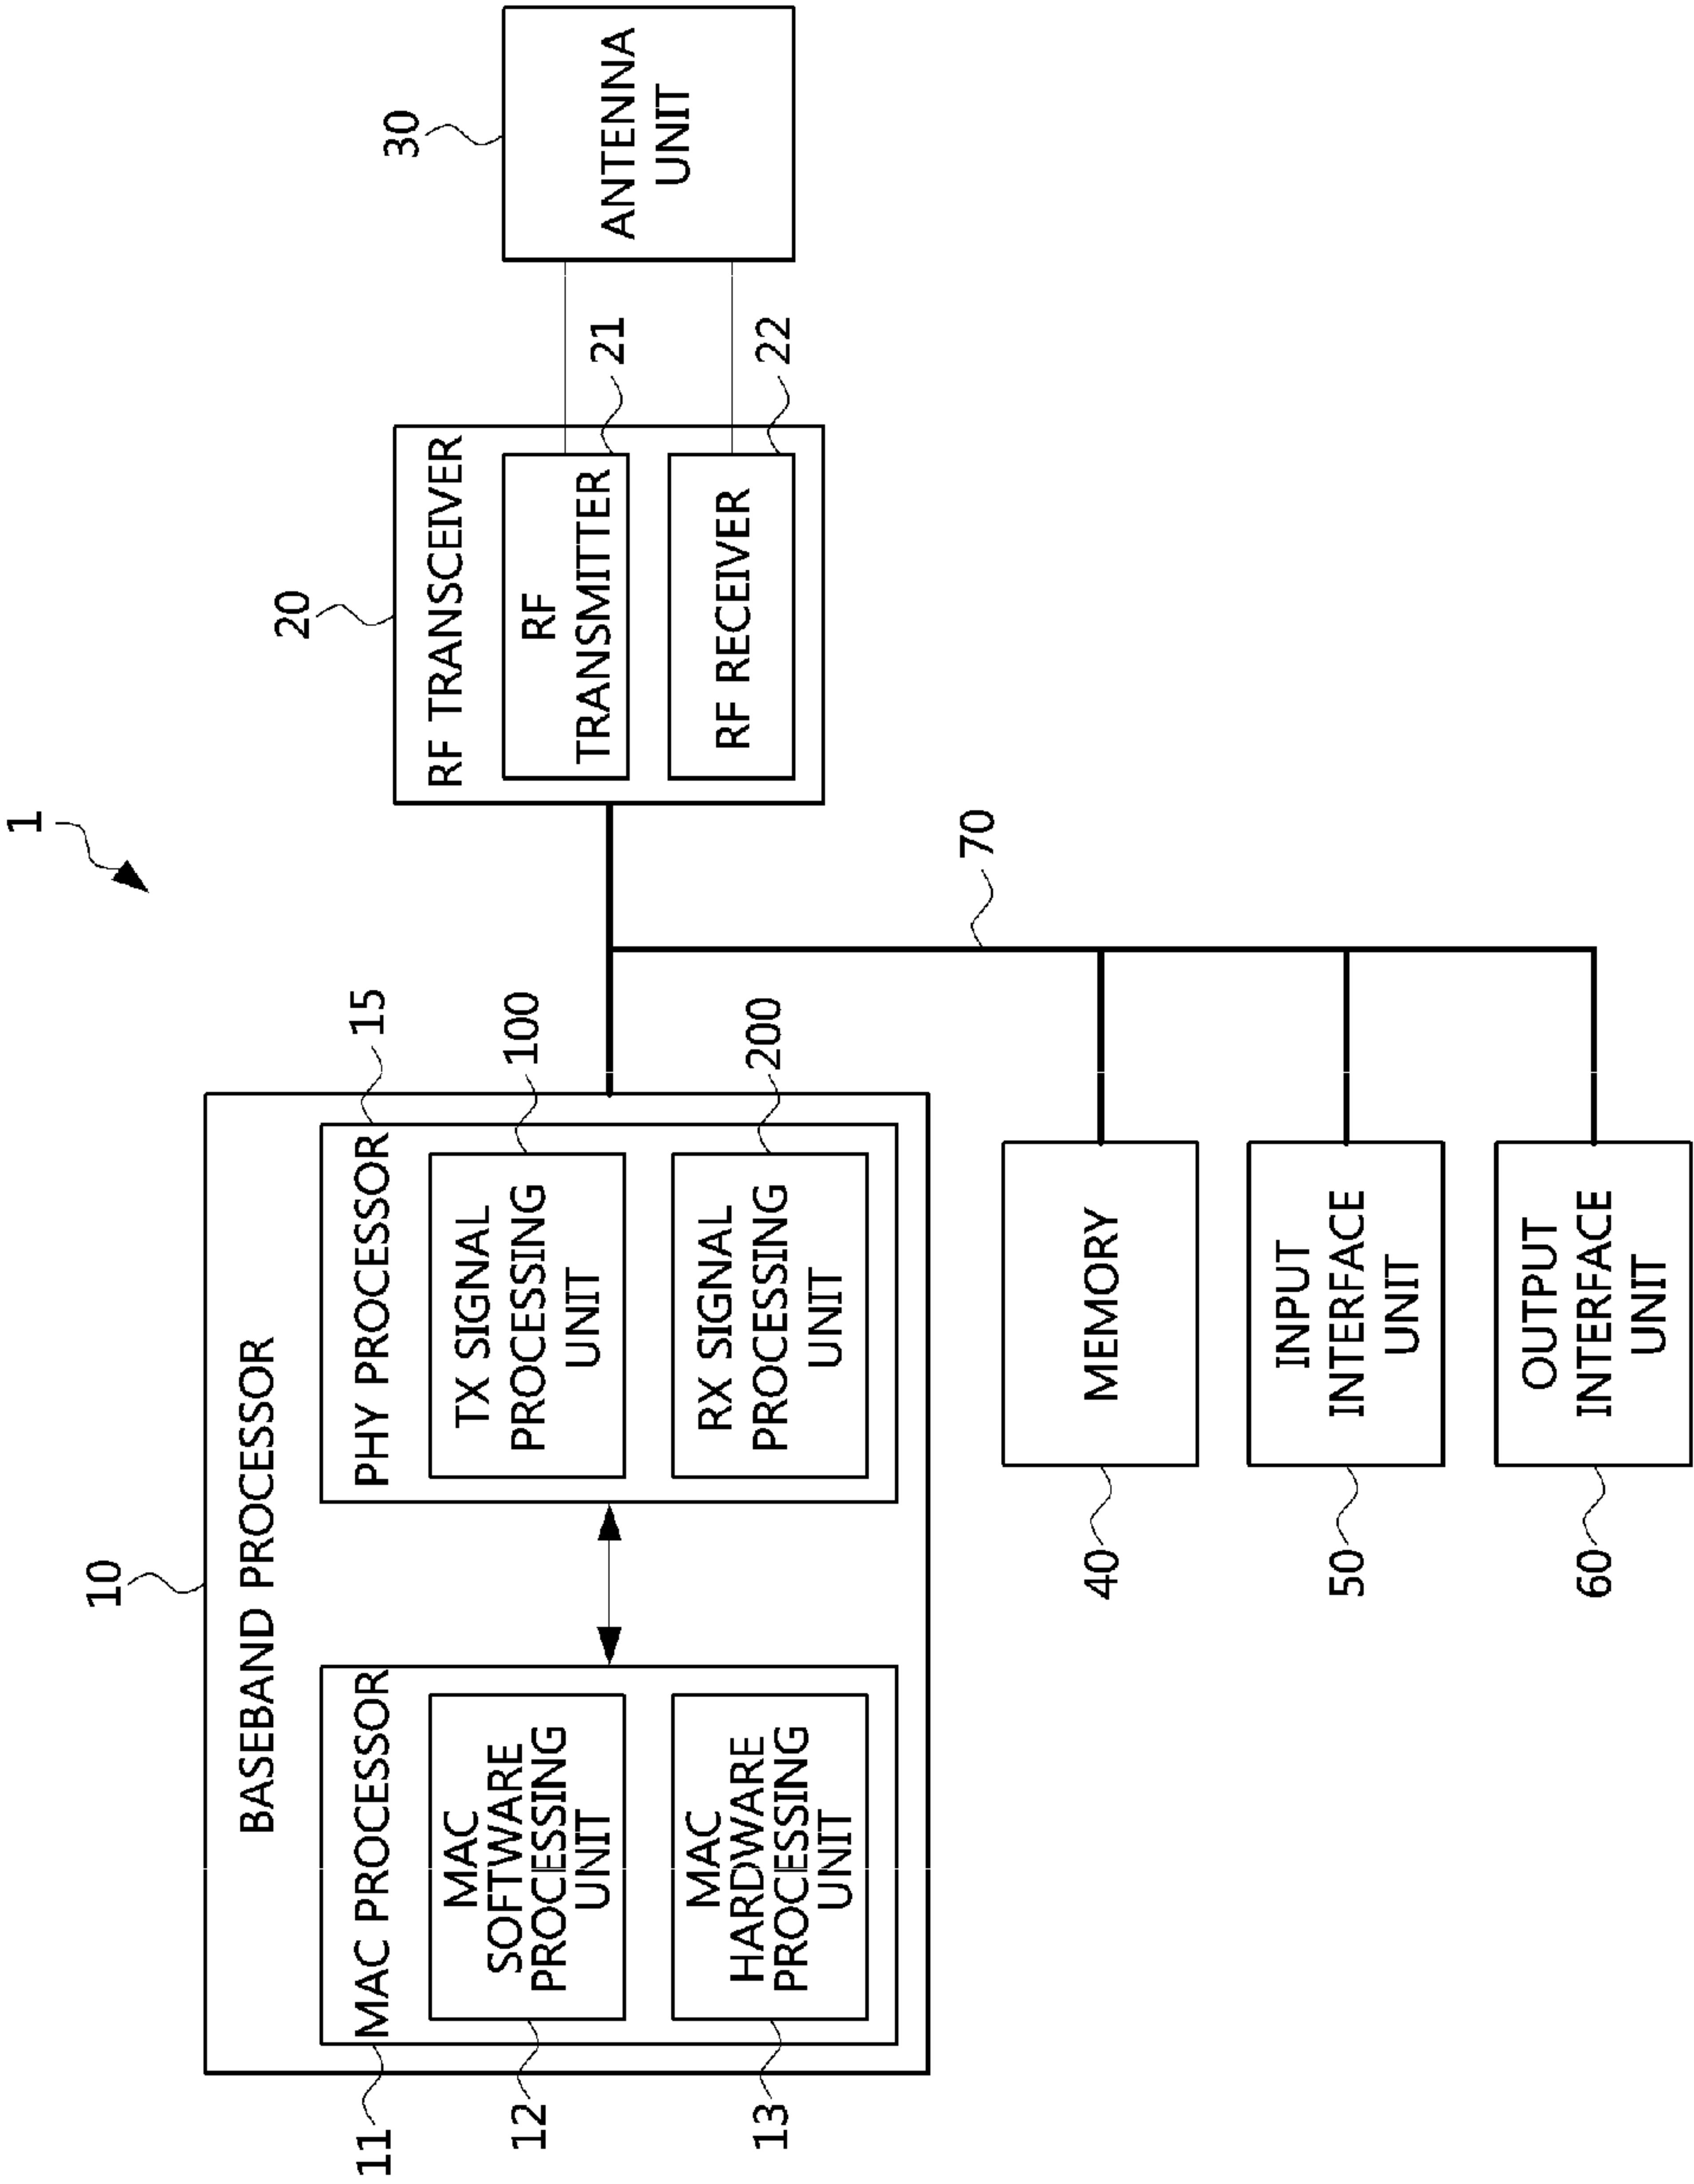 1
10
BASEBAND PROCESSOR
11
MAC PROCESSOR
12
MAC
SOFTWARE
PROCESSING
UNIT
13
MAC
HARDWARE
PROCESSING
UNIT
15
PHY PROCESSOR
100
TX SIGNAL
PROCESSING
UNIT
200
RX SIGNAL
PROCESSING
UNIT
20
RF TRANSCEIVER
21
RF
TRANSMITTER
22
RF RECEIVER
30
ANTENNA
UNIT
70
40
MEMORY
50
INPUT
INTERFACE
UNIT
60
OUTPUT
INTERFACE
UNIT